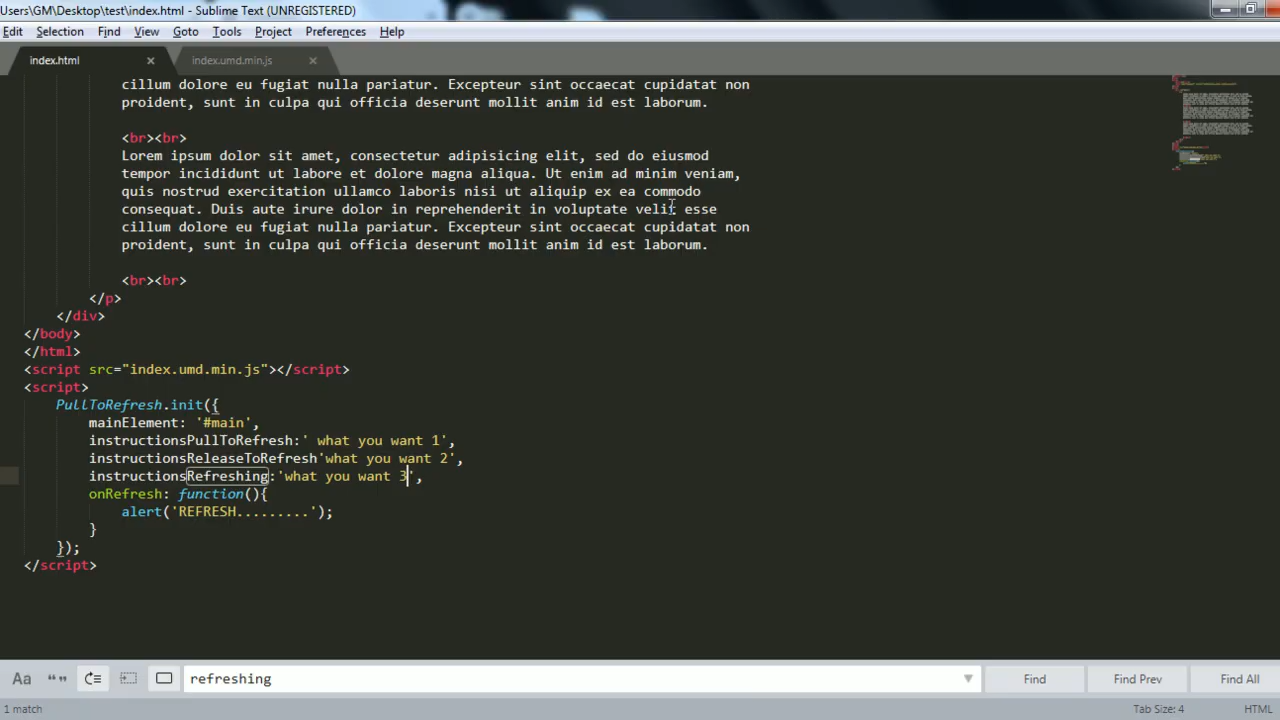 Users\GM\Desktop\test\index.html - Sublime Text (UNREGISTERED)
Edit Selection Find View Goto Tools Project Preferences Help
index.html index.umd.min.js
cillum dolore eu fugiat nulla pariatur. Excepteur sint occaecat cupidatat non
proident, sunt in culpa qui officia deserunt mollit anim id est laborum.
<br><br>
Lorem ipsum dolor sit amet, consectetur adipisicing elit, sed do eiusmod
tempor incididunt ut labore et dolore magna aliqua. Ut enim ad minim veniam,
quis nostrud exercitation ullamco laboris nisi ut aliquip ex ea commodo
consequat. Duis aute irure dolor in reprehenderit in voluptate velit esse
cillum dolore eu fugiat nulla pariatur. Excepteur sint occaecat cupidatat non
proident, sunt in culpa qui officia deserunt mollit anim id est laborum.
<br><br>
</p>
</div>
</body>
</html>
<script src="index.umd.min.js"></script>
<script>
PullToRefresh.init({
mainElement: '#main',
instructionsPullToRefresh:' what you want 1',
instructionsReleaseToRefresh'what you want 2',
instructionsRefreshing:'what you want 3',
onRefresh: function(){
alert('REFRESH.........');
}
});
</script>
Aa refreshing Find Find Prev Find All
1 match Tab Size: 4 HTML